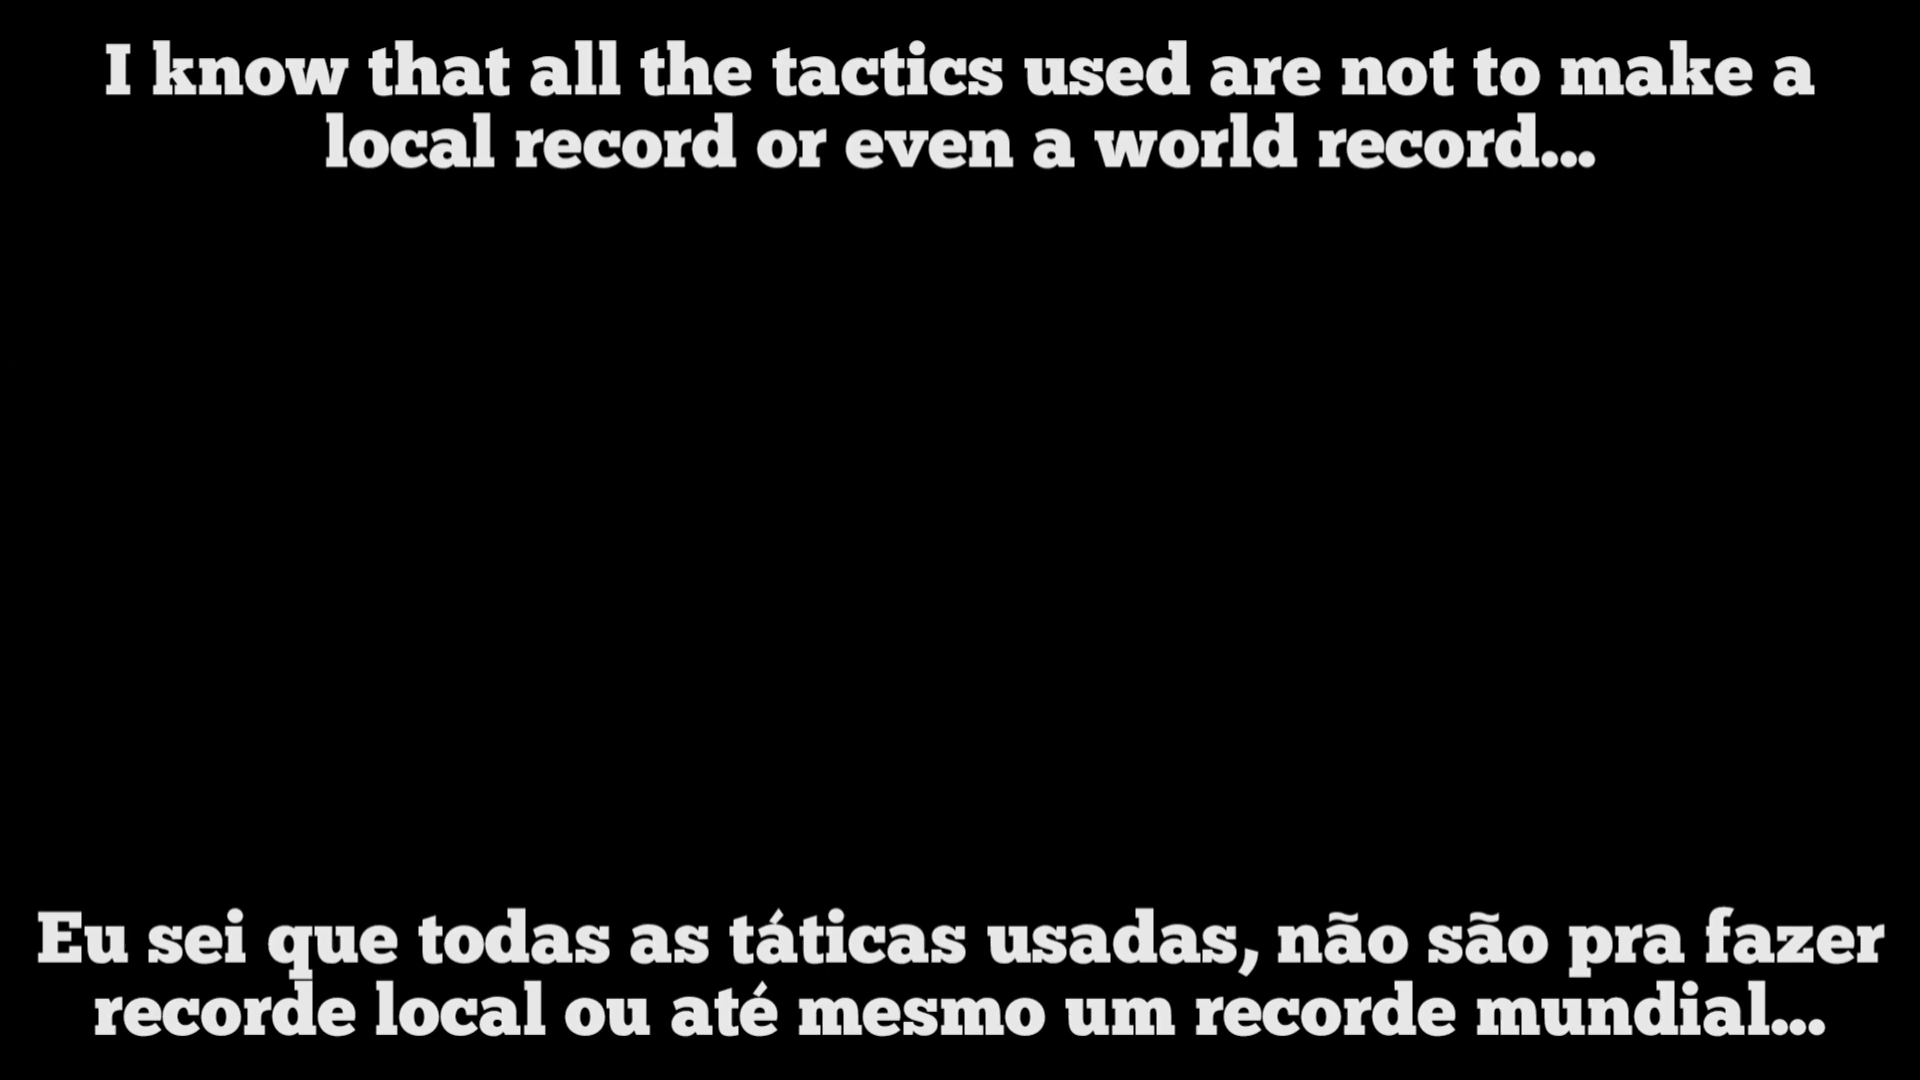 I know that all the tactics used are not to make a
local record or even a world record...
Eu sei que todas as táticas usadas, não são pra fazer
recorde local ou até mesmo um recorde mundial...